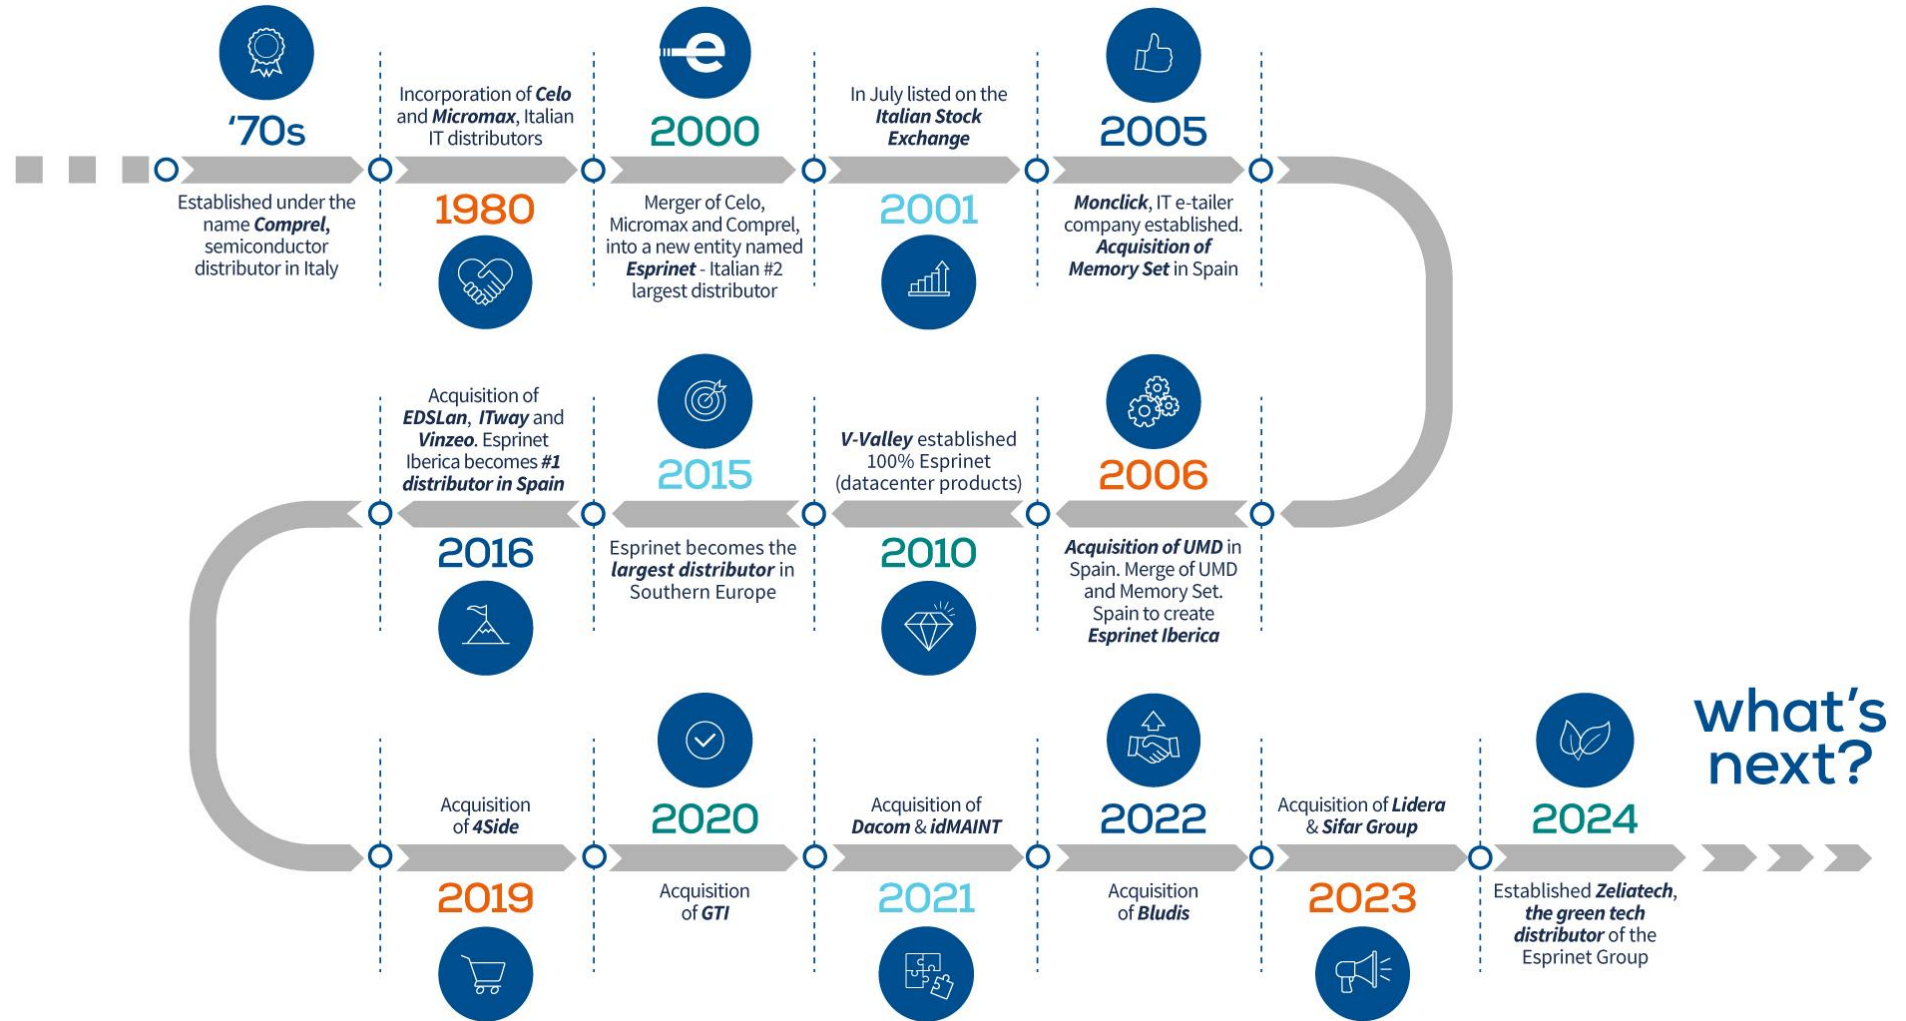 '70s
Established under the
name Comprel,
semiconductor
distributor in Italy
Incorporation of Celo
and Micromax, Italian
IT distributors
1980
e
2000
Merger of Celo,
Micromax and Comprel,
into a new entity named
Esprinet - Italian #2
largest distributor
In July listed on the
Italian Stock
Exchange
2001
2005
Monclick, IT e-tailer
company established.
Acquisition of
Memory Set in Spain
2006
Acquisition of UMD in
Spain. Merge of UMD
and Memory Set.
Spain to create
Esprinet Iberica
V-Valley established
100% Esprinet
(datacenter products)
2010
2015
Esprinet becomes the
largest distributor in
Southern Europe
Acquisition of
EDSLan, ITway and
Vinzeo. Esprinet
Iberica becomes #1
distributor in Spain
2016
Acquisition
of 4Side
2019
2020
Acquisition
of GTI
Acquisition of
Dacom & idMAINT
2021
2022
Acquisition
of Bludis
Acquisition of Lidera
& Sifar Group
2023
2024
Established Zeliatech,
the green tech
distributor of the
Esprinet Group
what's
next?